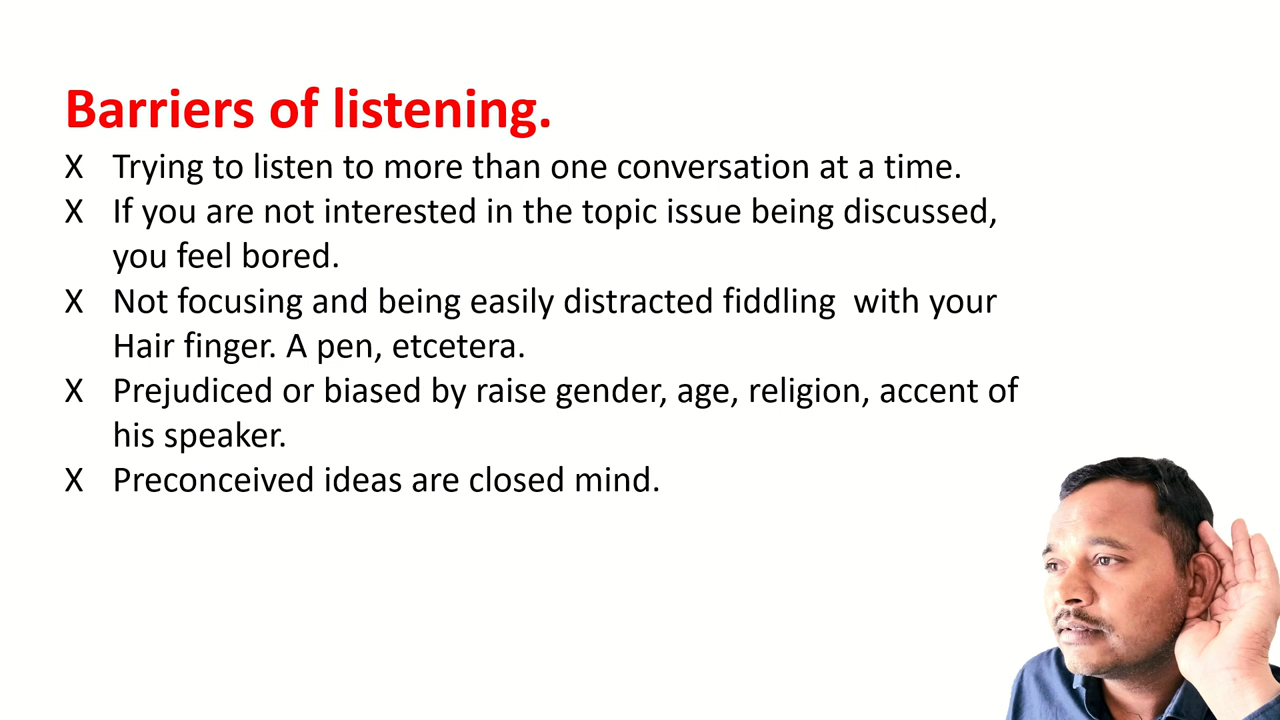 Barriers of listening.
X Trying to listen to more than one conversation at a time.
X If you are not interested in the topic issue being discussed,
you feel bored.
X Not focusing and being easily distracted fiddling  with your
Hair finger. A pen, etcetera.
X Prejudiced or biased by raise gender, age, religion, accent of
his speaker.
X Preconceived ideas are closed mind.